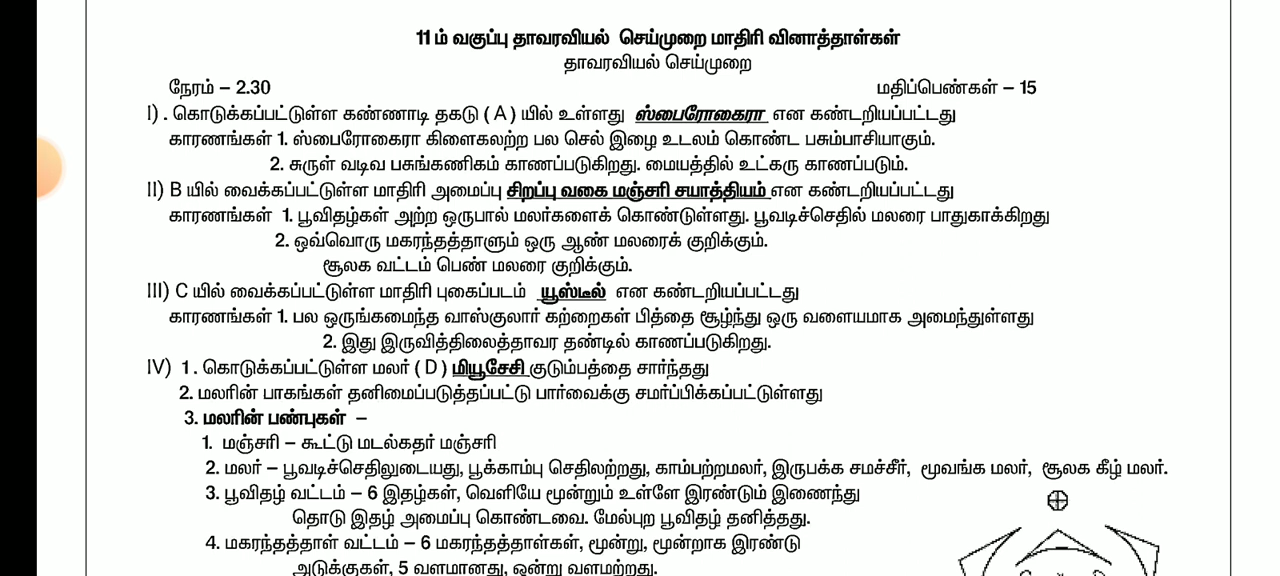 11 ம் வகுப்பு தாவரவியல் செய்முறை மாதிரி வினாத்தாள்கள்
தாவரவியல் செய்முறை
நேரம் – 2.30 மதிப்பெண்கள் – 15
I) . கொடுக்கப்பட்டுள்ள கண்ணாடி தகடு ( A ) யில் உள்ளது ஸ்பைரோகைரா என கண்டறியப்பட்டது
காரணங்கள் 1. ஸ்பைரோகைரா கிளைகலற்ற பல செல் இழை உடலம் கொண்ட பசும்பாசியாகும்.
2. சுருள் வடிவ பசுங்கணிகம் காணப்படுகிறது. மையத்தில் உட்கரு காணப்படும்.
II) B யில் வைக்கப்பட்டுள்ள மாதிரி அமைப்பு சிறப்பு வகை மஞ்சரி சயாத்தியம் என கண்டறியப்பட்டது
காரணங்கள் 1. பூவிதழ்கள் அற்ற ஒருபால் மலர்களைக் கொண்டுள்ளது. பூவடிச்செதில் மலரை பாதுகாக்கிறது
2. ஒவ்வொரு மகரந்தத்தாளும் ஒரு ஆண் மலரைக் குறிக்கும்.
சூலக வட்டம் பெண் மலரை குறிக்கும்.
III) C யில் வைக்கப்பட்டுள்ள மாதிரி புகைப்படம் யூஸ்டீல் என கண்டறியப்பட்டது
காரணங்கள் 1. பல ஒருங்கமைந்த வாஸ்குலார் கற்றைகள் பித்தை சூழ்ந்து ஒரு வளையமாக அமைந்துள்ளது
2. இது இருவித்திலைத்தாவர தண்டில் காணப்படுகிறது.
IV) 1 . கொடுக்கப்பட்டுள்ள மலர் ( D ) மியூசேசி குடும்பத்தை சார்ந்தது
2. மலரின் பாகங்கள் தனிமைப்படுத்தப்பட்டு பார்வைக்கு சமர்ப்பிக்கப்பட்டுள்ளது
3. மலரின் பண்புகள் –
1. மஞ்சரி – கூட்டு மடல்கதர் மஞ்சரி
2. மலர் – பூவடிச்செதிலுடையது, பூக்காம்பு செதிலற்றது, காம்பற்றமலர், இருபக்க சமச்சீர், மூவங்க மலர், சூலக கீழ் மலர்.
3. பூவிதழ் வட்டம் – 6 இதழ்கள், வெளியே மூன்றும் உள்ளே இரண்டும் இணைந்து
தொடு இதழ் அமைப்பு கொண்டவை. மேல்புற பூவிதழ் தனித்தது.
4. மகரந்தத்தாள் வட்டம் – 6 மகரந்தத்தாள்கள், மூன்று, மூன்றாக இரண்டு
அடுக்குகள், 5 வளமானது, ஒன்று வளமற்றது.